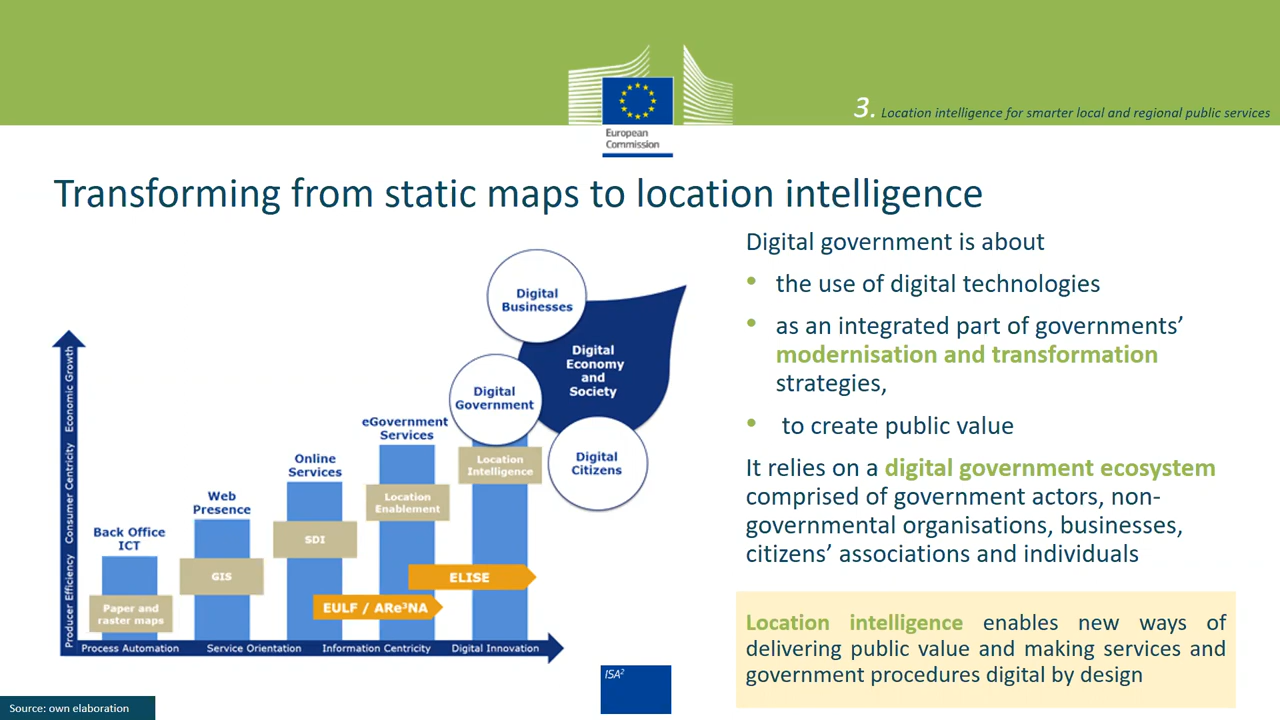 European
Commission
3. Location intelligence for smarter local and regional public services
Transforming from static maps to location intelligence
Digital government is about
• the use of digital technologies
• as an integrated part of governments’
modernisation and transformation
strategies,
• to create public value
It relies on a digital government ecosystem
comprised of government actors, non-
governmental organisations, businesses,
citizens’ associations and individuals
Location intelligence enables new ways of
delivering public value and making services and
government procedures digital by design
Digital
Businesses
Digital
Economy
and
Society
Digital
Government
Digital
Citizens
eGovernment
Services
Location
Intelligence
Online
Services
Location
Enablement
Web
Presence
SDI
Back Office
ICT
GIS
Paper and
raster maps
ELISE
EULF / ARe³NA
Producer Efficiency
Consumer Centricity
Economic Growth
Process Automation
Service Orientation
Information Centricity
Digital Innovation
ISA²
Source: own elaboration